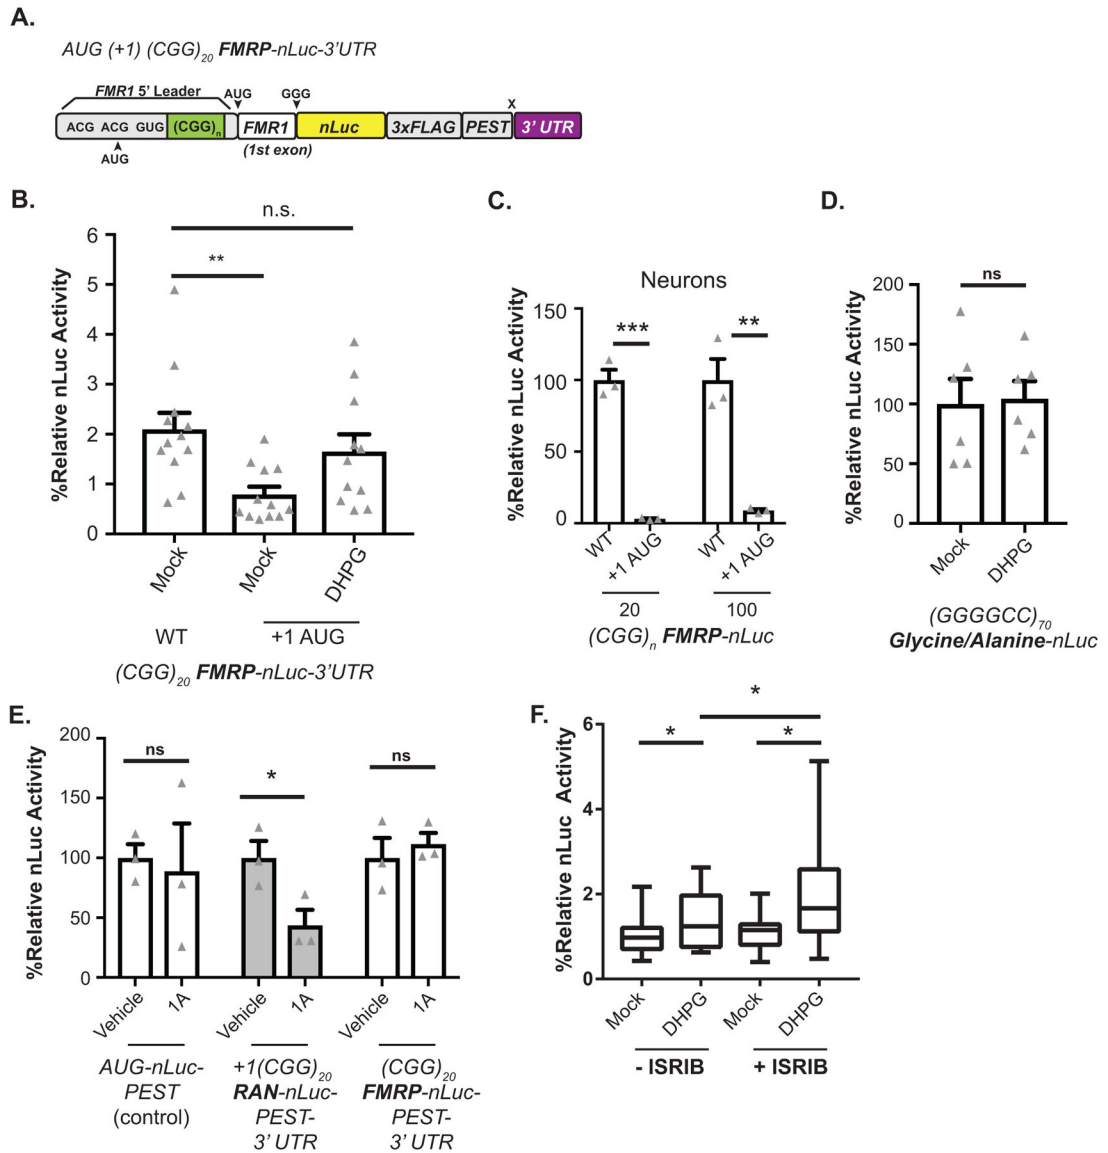 A.
AUG (+1) (CGG)20 FMRP-nLuc-3'UTR
FMR1 5' Leader
AUG
GGG
X
ACG ACG GUG (CGG)n FMR1 nLuc 3xFLAG PEST 3' UTR
(1st exon)
AUG
B.
n.s.
**
%Relative nLuc Activity
6
5
4
3
2
1
0
Mock
Mock
DHPG
WT
+1 AUG
(CGG)20 FMRP-nLuc-3'UTR
C.
Neurons
%Relative nLuc Activity
150
100
50
0
***
**
WT
+1 AUG
WT
+1 AUG
20
100
(CGG)n FMRP-nLuc
D.
%Relative nLuc Activity
200
150
100
50
0
ns
Mock
DHPG
(GGGGCC)70
Glycine/Alanine-nLuc
E.
%Relative nLuc Activity
200
150
100
50
0
ns
*
ns
Vehicle
1A
Vehicle
1A
Vehicle
1A
AUG-nLuc-
PEST
(control)
+1(CGG)20
RAN-nLuc-
PEST-
3' UTR
(CGG)20
FMRP-nLuc-
PEST-
3' UTR
F.
%Relative nLuc Activity
6
4
2
0
*
*
*
Mock
DHPG
Mock
DHPG
- ISRIB
+ ISRIB